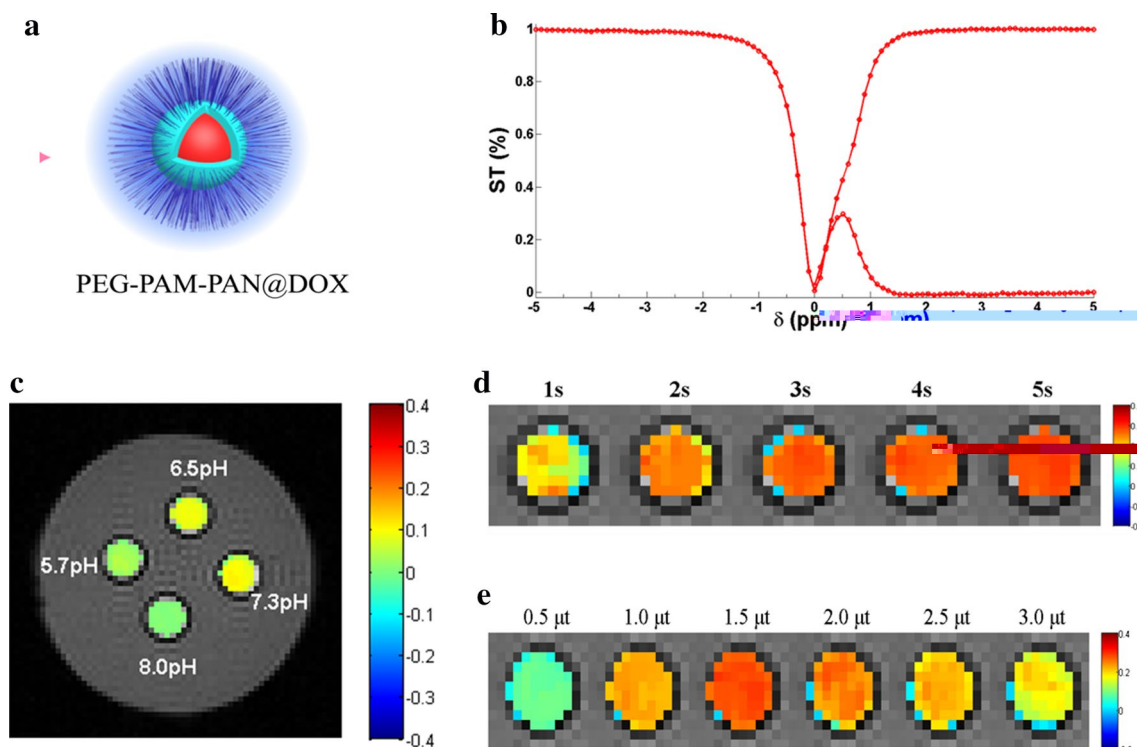 a
PEG-PAM-PAN@DOX
b
ST (%)
1
0.8
0.6
0.4
0.2
0
-5 -4 -3 -2 -1 0 1 2 3 4 5
δ (ppm)
c
6.5pH
5.7pH
7.3pH
8.0pH
0.4
0.3
0.2
0.1
0
-0.1
-0.2
-0.3
-0.4
d
1s 2s 3s 4s 5s
e
0.5 μt 1.0 μt 1.5 μt 2.0 μt 2.5 μt 3.0 μt
0.4
0.2
0
-0.2